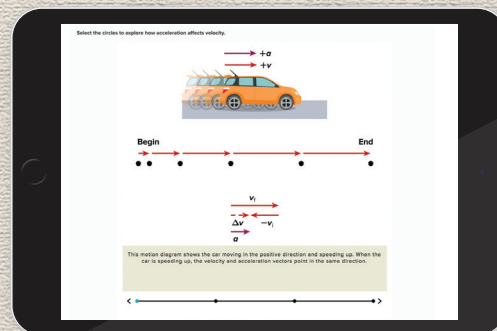 Select the circles to explore how acceleration affects velocity.
+a
+v
Begin End
vf
Δv −vi
a
This motion diagram shows the car moving in the positive direction and speeding up. When the
car is speeding up, the velocity and acceleration vectors point in the same direction.
< >